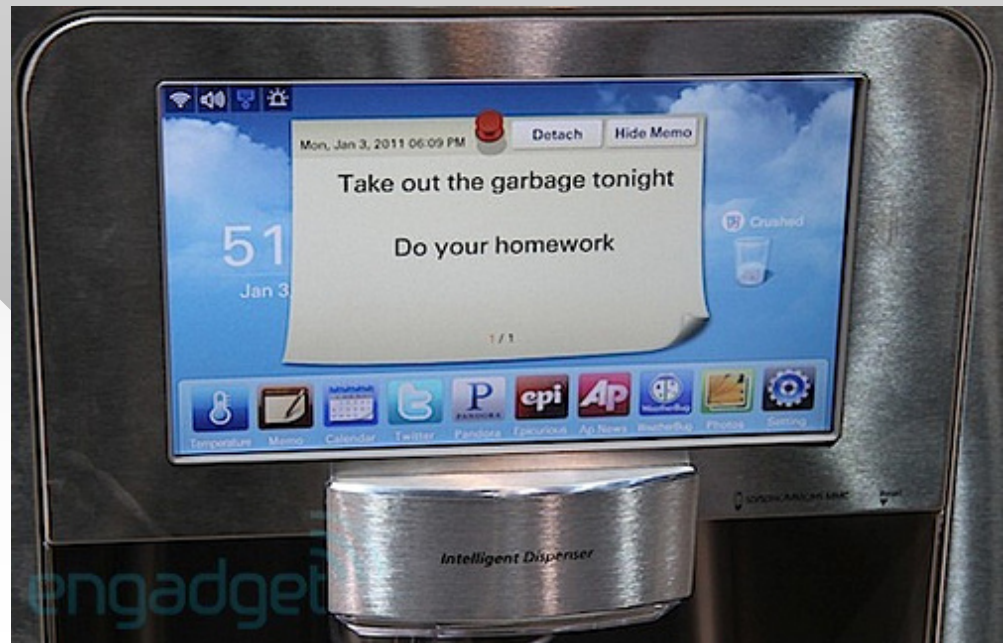 Mon, Jan 3, 2011 06:09 PM
Detach
Hide Memo
Take out the garbage tonight
Do your homework
1 / 1
51
Jan 3,
Crushed
P
epi
Ap
WeatherBug
PANDORA
Temperature
Memo
Calendar
Twitter
Pandora
Epicurious
Ap News
WeatherBug
Photos
Setting
Reset
Intelligent Dispenser
engadget